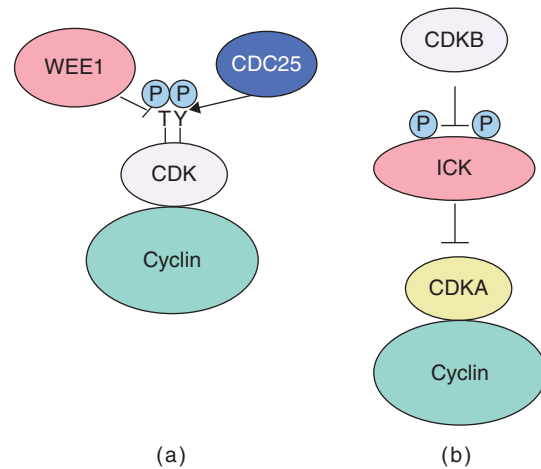 WEE1
CDC25
P P
T Y
CDK
Cyclin
(a)
CDKB
P P
ICK
CDKA
Cyclin
(b)